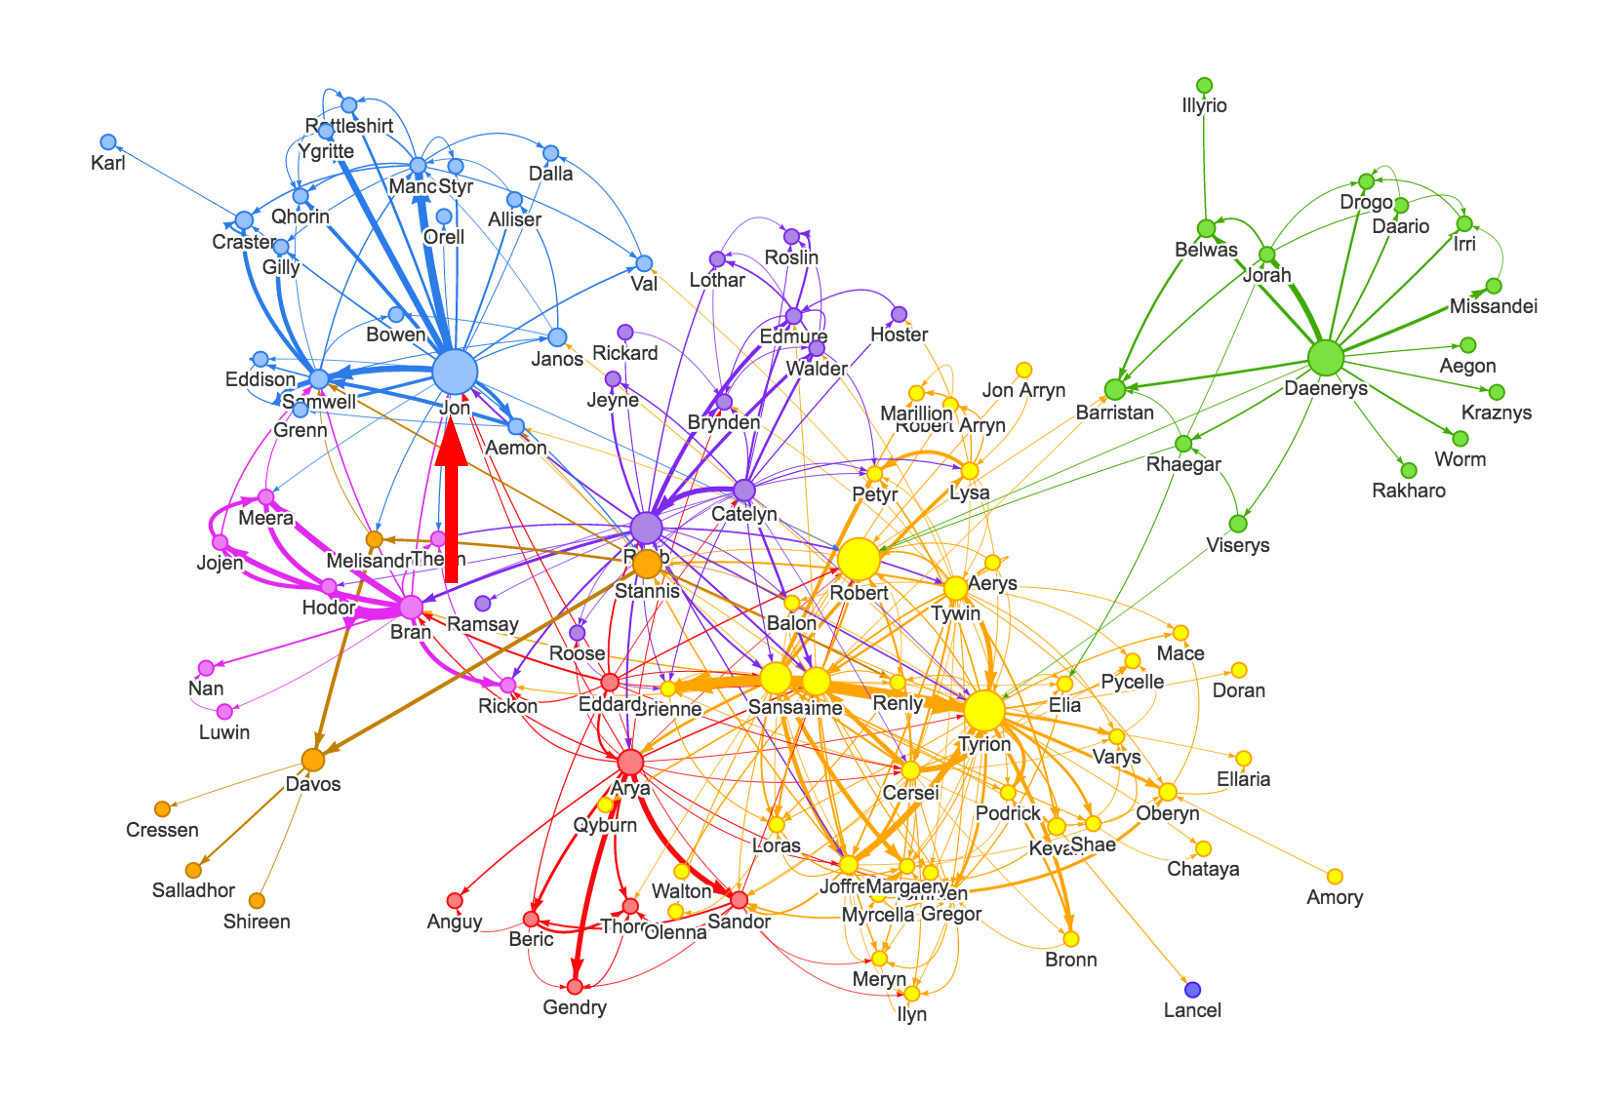 Illyrio
Rattleshirt
Karl
Ygritte
Dalla
Mance
Styr
Drogo
Qhorin
Alliser
Daario
Craster
Orell
Roslin
Belwas
Irri
Gilly
Lothar
Jorah
Val
Missandei
Bowen
Edmure
Hoster
Rickard
Janos
Walder
Aegon
Eddison
Samwell
Jeyne
Jon Arryn
Daenerys
Jon
Barristan
Kraznys
Grenn
Brynden
Marillion
Robert Arryn
Aemon
Worm
Rhaegar
Petyr
Lysa
Rakharo
Meera
Catelyn
Viserys
Jojen
Melisandre
Theon
Robb
Stannis
Robert
Aerys
Hodor
Tywin
Bran
Ramsay
Balon
Roose
Mace
Nan
Pycelle
Doran
Rickon
Eddard
Brienne
Sansa
Jaime
Renly
Elia
Luwin
Tyrion
Varys
Davos
Arya
Cersei
Ellaria
Podrick
Oberyn
Cressen
Qyburn
Loras
Kevan
Shae
Chataya
Salladhor
Walton
Joffrey
Margaery
Amory
Shireen
Anguy
Beric
Thoros
Olenna
Sandor
Myrcella
Gregor
Bronn
Meryn
Gendry
Ilyn
Lancel